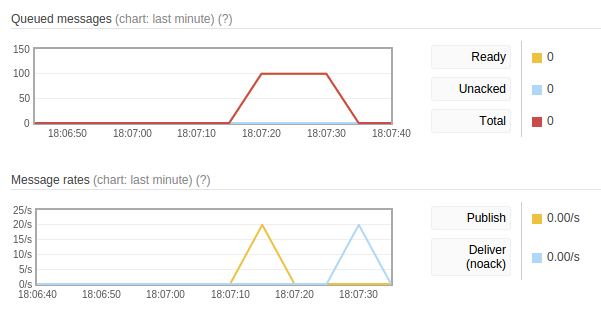 Queued messages (chart: last minute) (?)
150
100
50
0
18:06:50 18:07:00 18:07:10 18:07:20 18:07:30 18:07:40
Ready 0
Unacked 0
Total 0
Message rates (chart: last minute) (?)
25/s
20/s
15/s
10/s
5/s
0/s
18:06:40 18:06:50 18:07:00 18:07:10 18:07:20 18:07:30
Publish 0.00/s
Deliver
(noack) 0.00/s